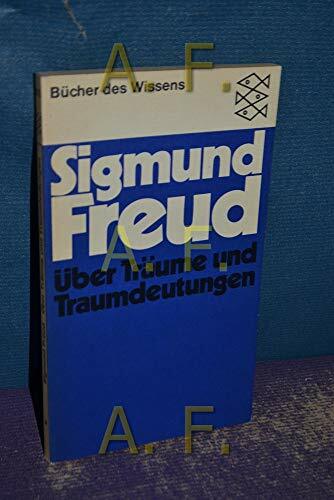 A. F.
Bücher des Wissens
Sigmund
Freud
A. F.
Über Träume und
Traumdeutungen
A. F.